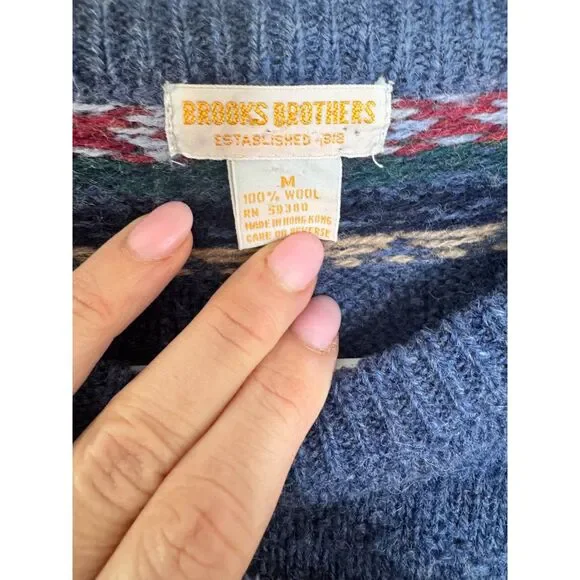 BROOKS BROTHERS
ESTABLISHED 1818
M
100% WOOL
RN 59380
MADE IN HONG KONG
CARE ON REVERSE